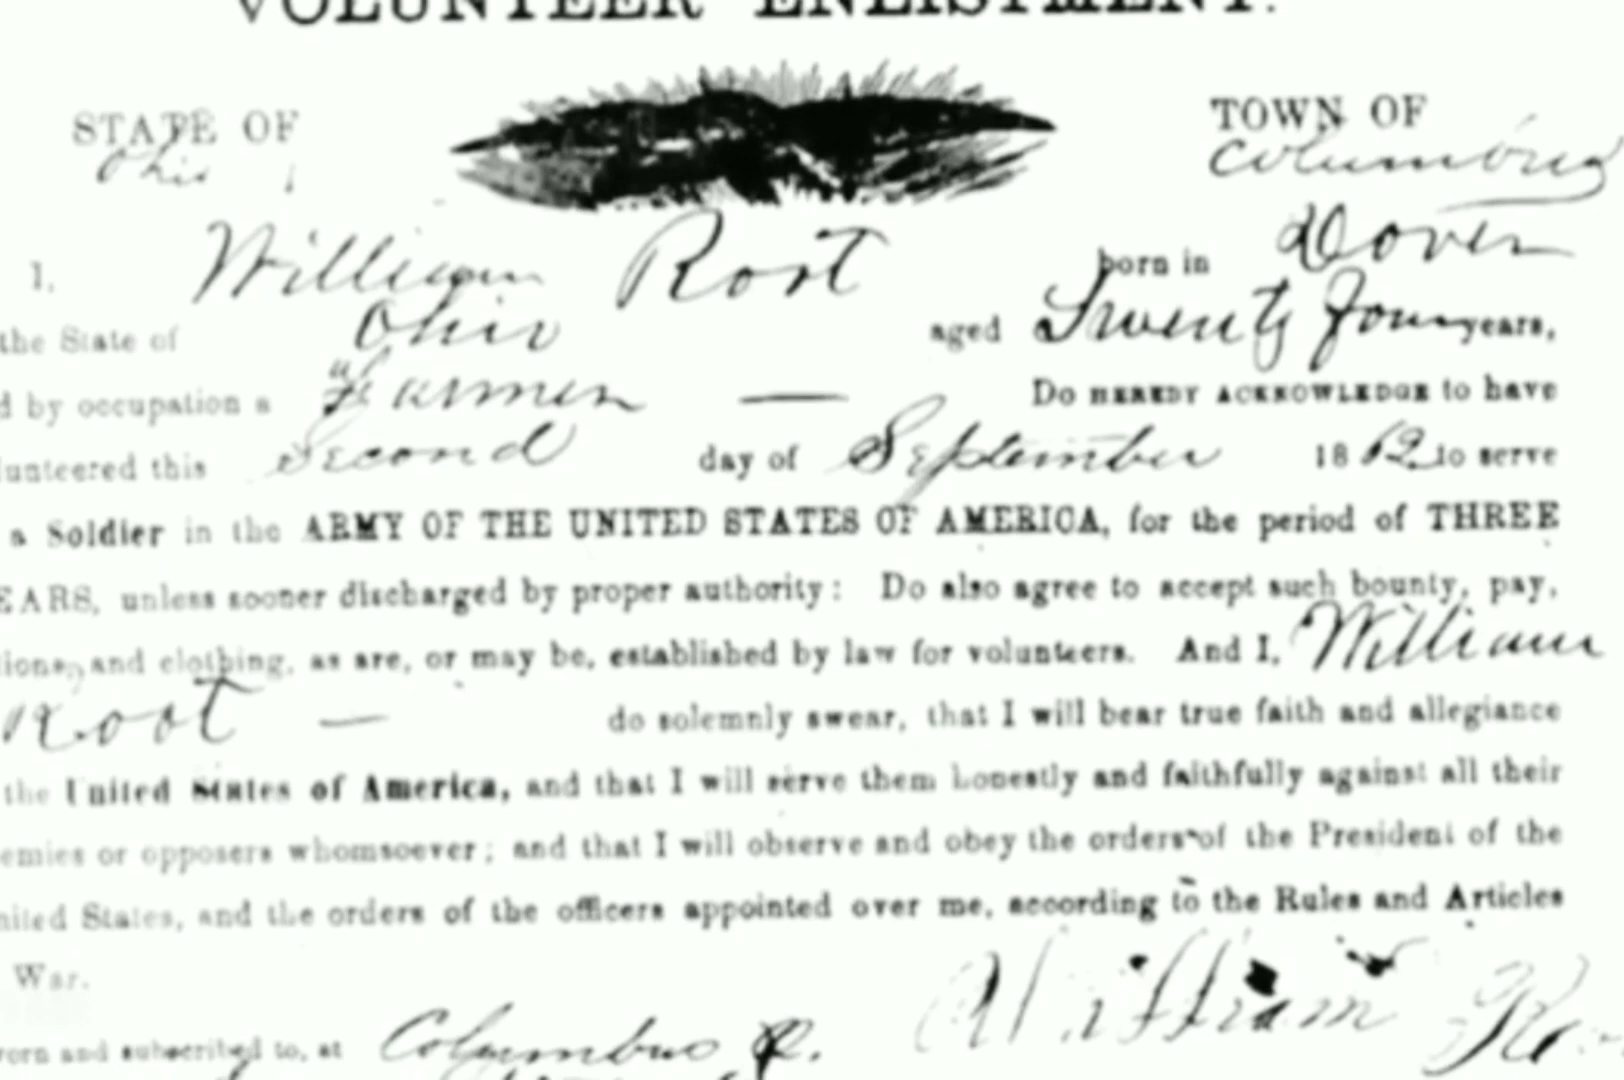 VOLUNTEER ENLISTMENT.
STATE OF TOWN OF
Ohio Columbia
I, William Root born in Dover
the State of Ohio aged Twenty Four years,
d by occupation a Farmer — Do HEREBY ACKNOWLEDGE to have
lunteered this Second day of September 1862 to serve
a Soldier in the ARMY OF THE UNITED STATES OF AMERICA, for the period of THREE
EARS, unless sooner discharged by proper authority: Do also agree to accept such bounty, pay,
tions, and clothing, as are, or may be, established by law for volunteers. And I, William
Root — do solemnly swear, that I will bear true faith and allegiance
the United States of America, and that I will serve them honestly and faithfully against all their
emies or opposers whomsoever; and that I will observe and obey the orders of the President of the
nited States, and the orders of the officers appointed over me, according to the Rules and Articles
War.
William Roo
vorn and subscribed to, at Columbus O.